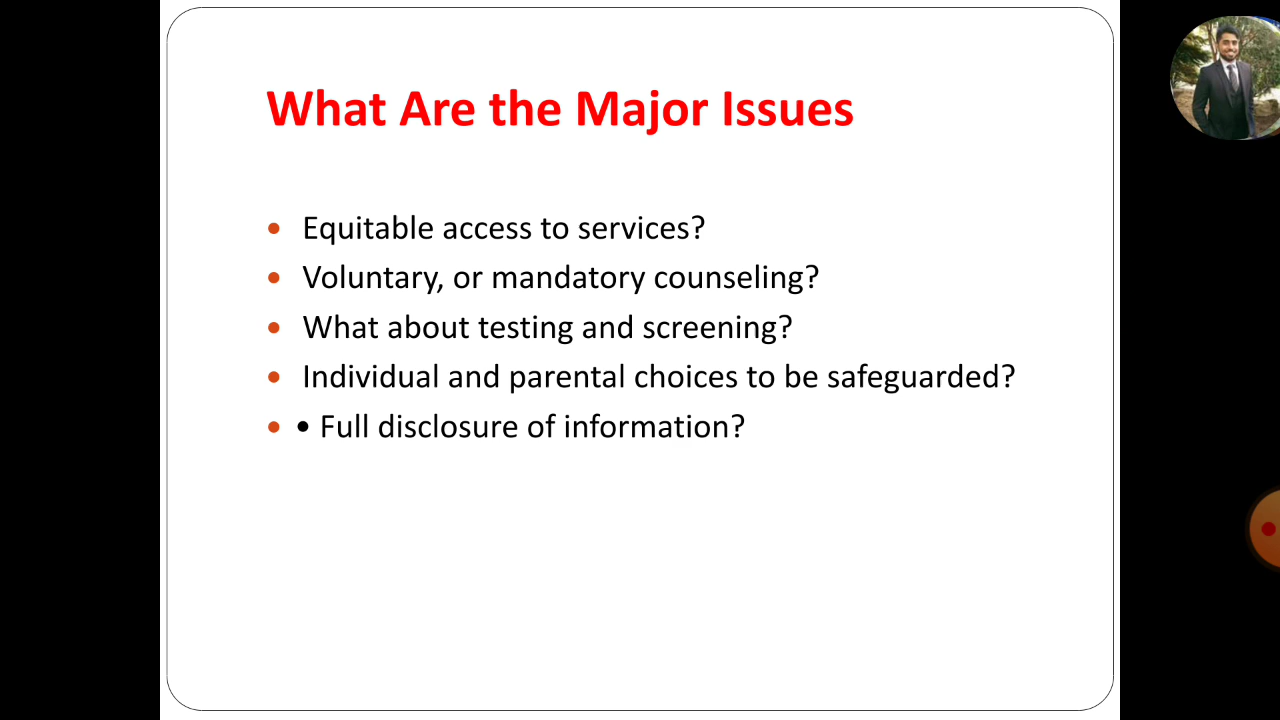 What Are the Major Issues
• Equitable access to services?
• Voluntary, or mandatory counseling?
• What about testing and screening?
• Individual and parental choices to be safeguarded?
• • Full disclosure of information?